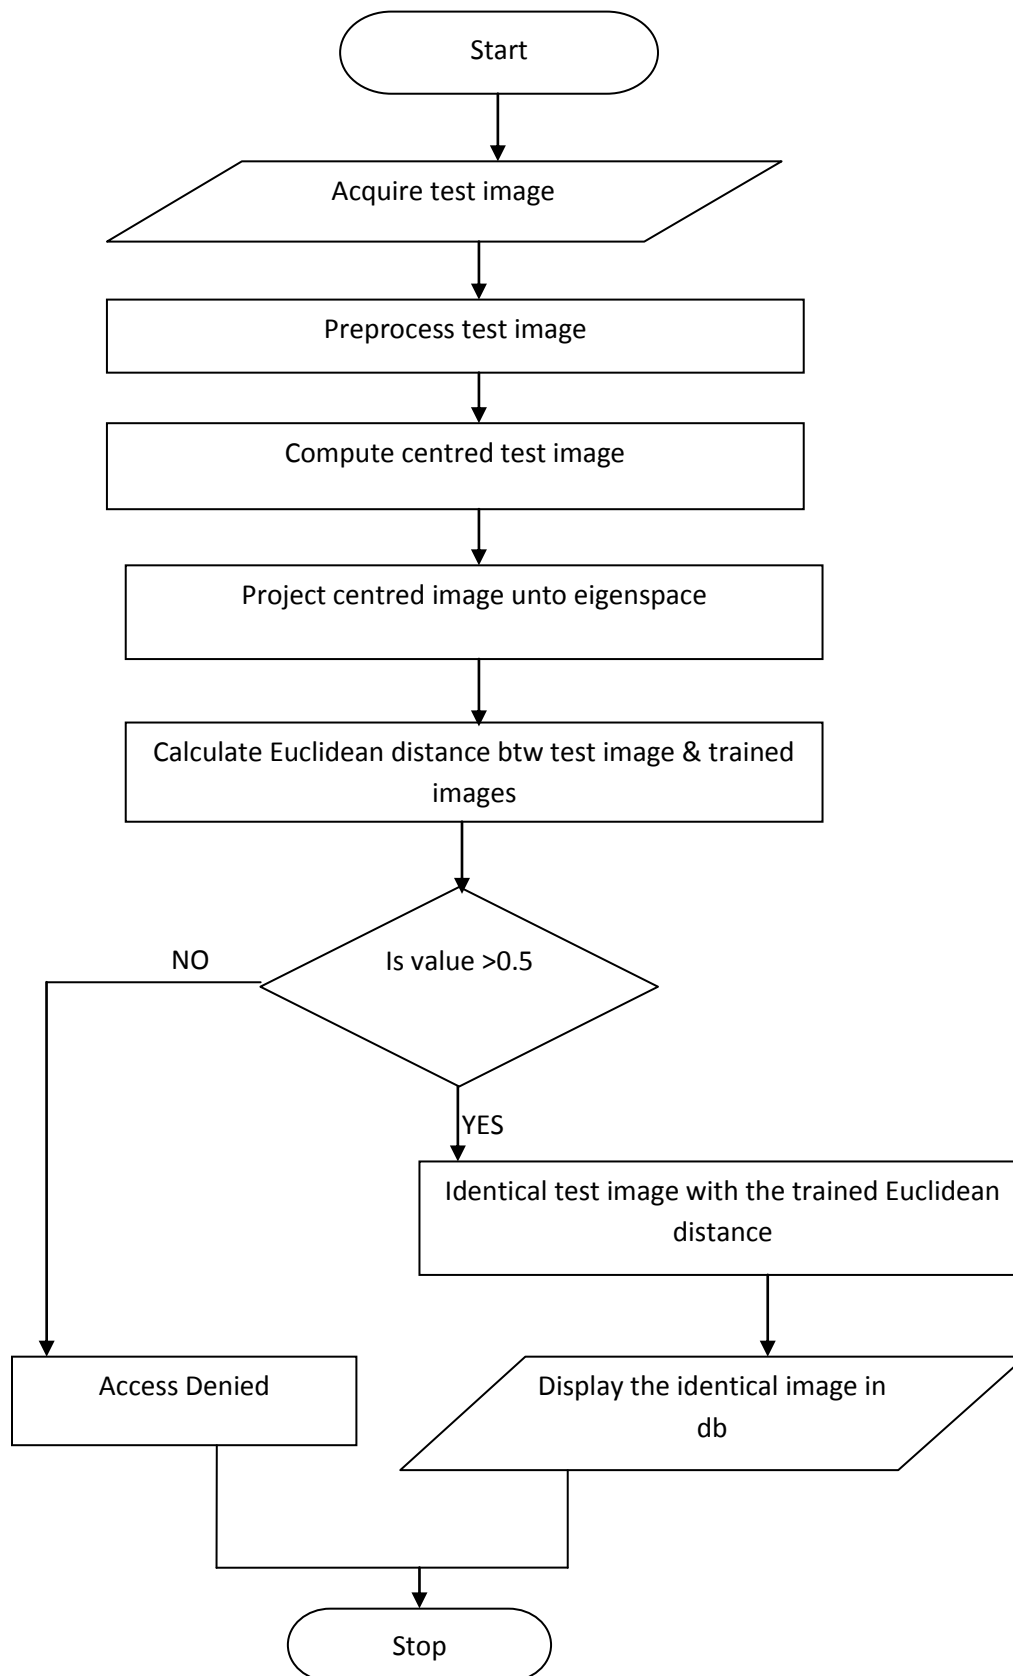 Start
Acquire test image
Preprocess test image
Compute centred test image
Project centred image unto eigenspace
Calculate Euclidean distance btw test image & trained
images
NO
Is value >0.5
YES
Identical test image with the trained Euclidean
distance
Access Denied
Display the identical image in
db
Stop